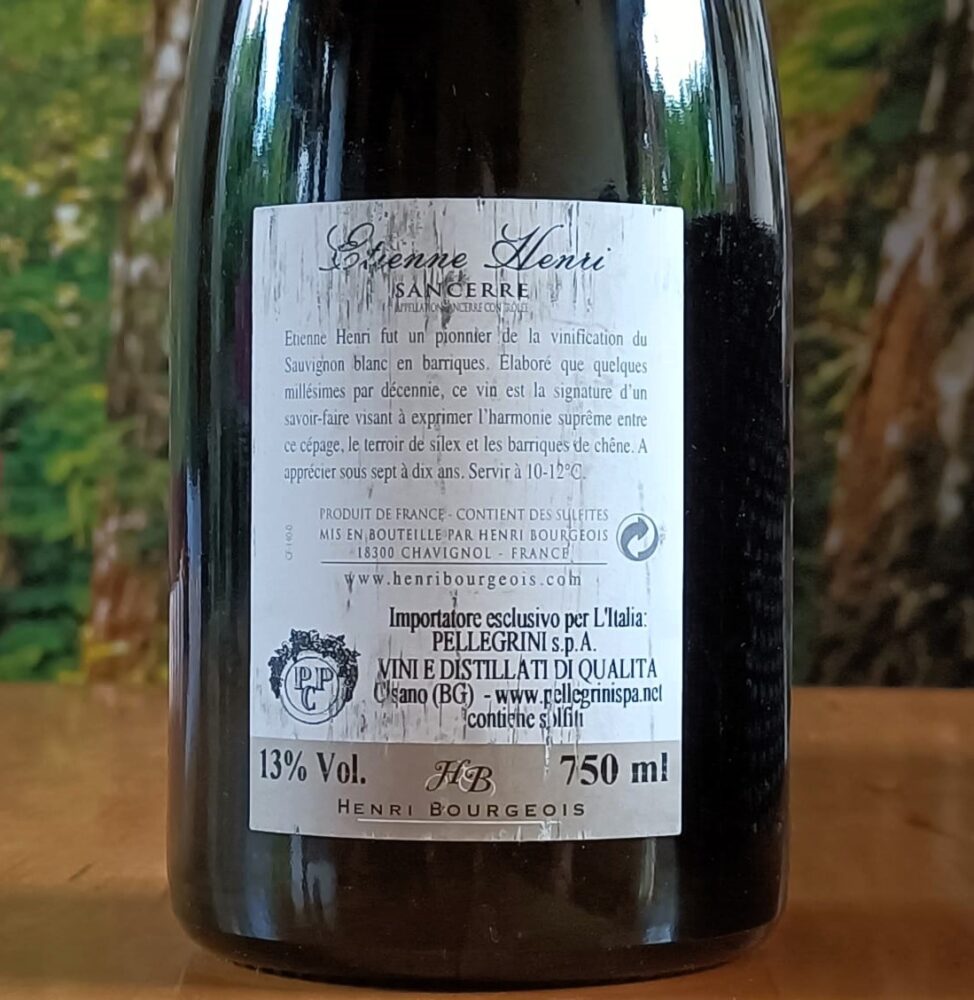 Etienne Henri
SANCERRE
APPELLATION SANCERRE CONTRÔLÉE
Etienne Henri fut un pionnier de la vinification du
Sauvignon blanc en barriques. Élaboré que quelques
millésimes par décennie, ce vin est la signature d'un
savoir-faire visant à exprimer l'harmonie suprême entre
ce cépage, le terroir de silex et les barriques de chêne. A
apprécier sous sept à dix ans. Servir à 10-12°C.
PRODUIT DE FRANCE - CONTIENT DES SULFITES
MIS EN BOUTEILLE PAR HENRI BOURGEOIS
18300 CHAVIGNOL - FRANCE
www.henribourgeois.com
Importatore esclusivo per L'Italia:
PELLEGRINI s.p.A.
VINI E DISTILLATI DI QUALITA
Cisano (BG) - www.pellegrinispa.net
contiene solfiti
PPC
13% Vol.
HB
750 ml
HENRI BOURGEOIS